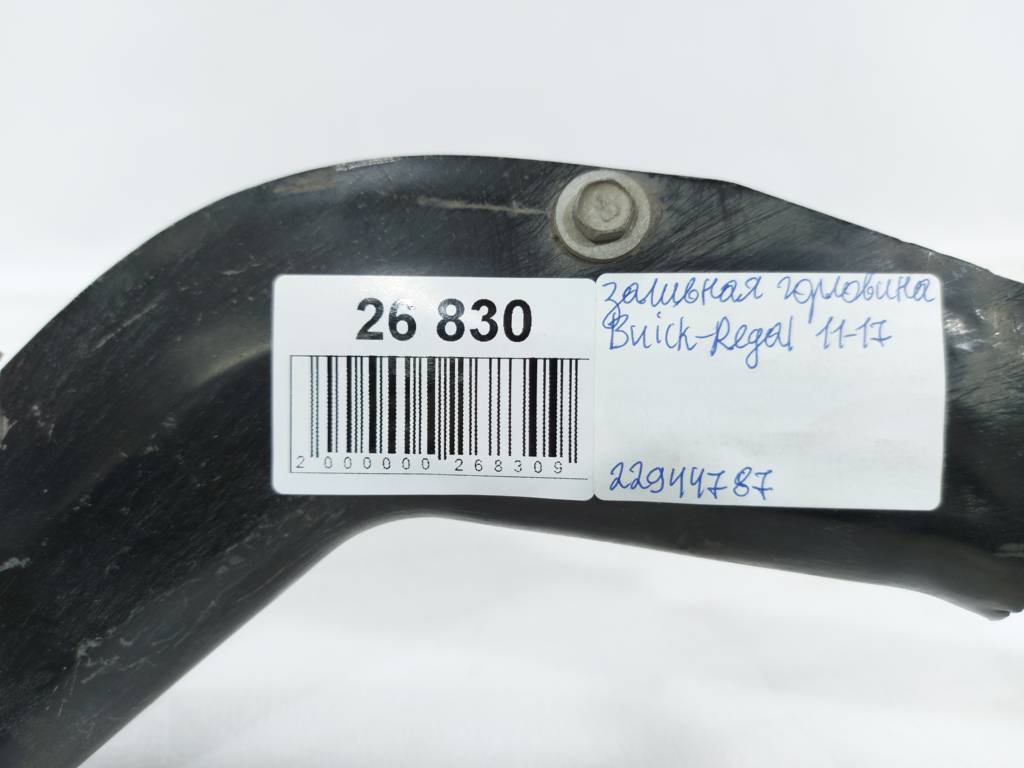 26 830
2 000000 268309
заливная горловина
Buick-Regal 11-17
22944787